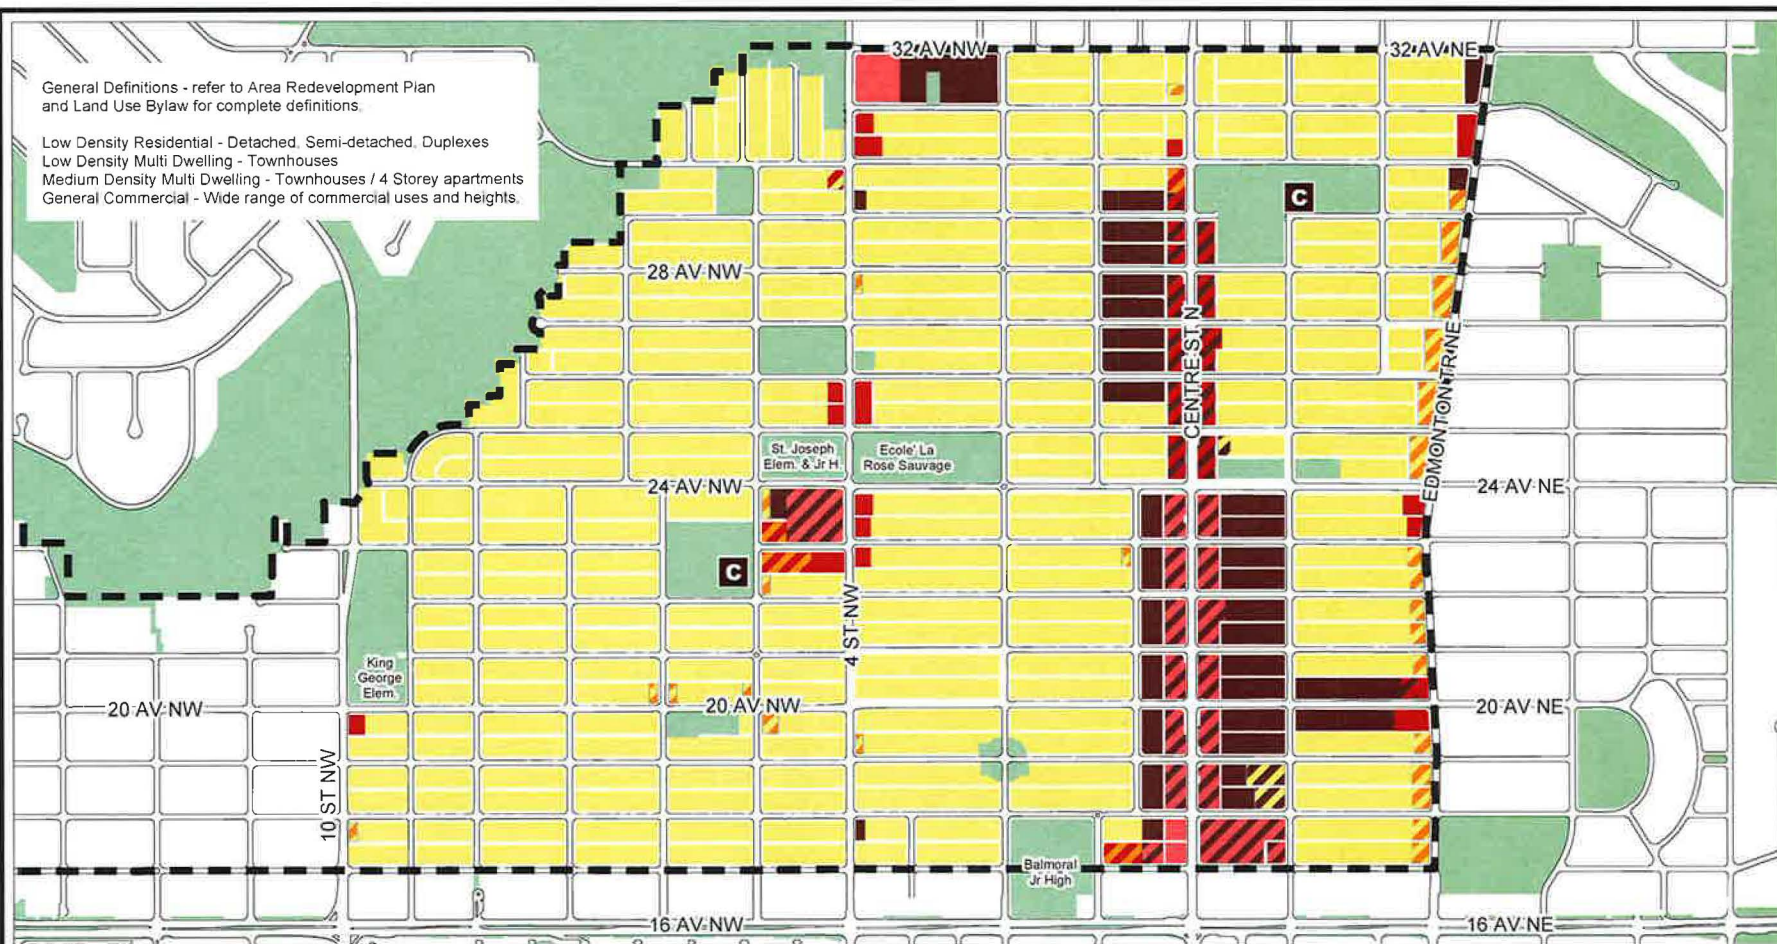 32 AV NW
32 AV NE
General Definitions - refer to Area Redevelopment Plan
and Land Use Bylaw for complete definitions.
Low Density Residential - Detached, Semi-detached, Duplexes
Low Density Multi Dwelling - Townhouses
Medium Density Multi Dwelling - Townhouses / 4 Storey apartments
General Commercial - Wide range of commercial uses and heights.
C
28 AV NW
CENTRE ST N
EDMONTON TR NE
St. Joseph
Elem. & Jr H.
Ecole' La
Rose Sauvage
24 AV NW
24 AV NE
C
4 ST NW
King
George
Elem.
20 AV NW
20 AV NW
20 AV NE
10 ST NW
Balmoral
Jr High
16 AV NW
16 AV NE